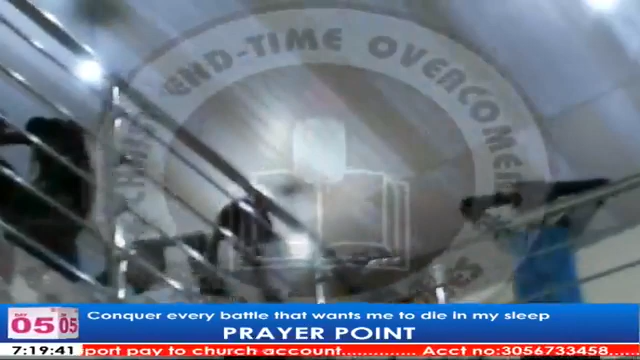 END-TIME OVERCOMER
Conquer every battle that wants me to die in my sleep
05 05
PRAYER POINT
7:19:41 port pay to church account.................. Acct no:3056733458....